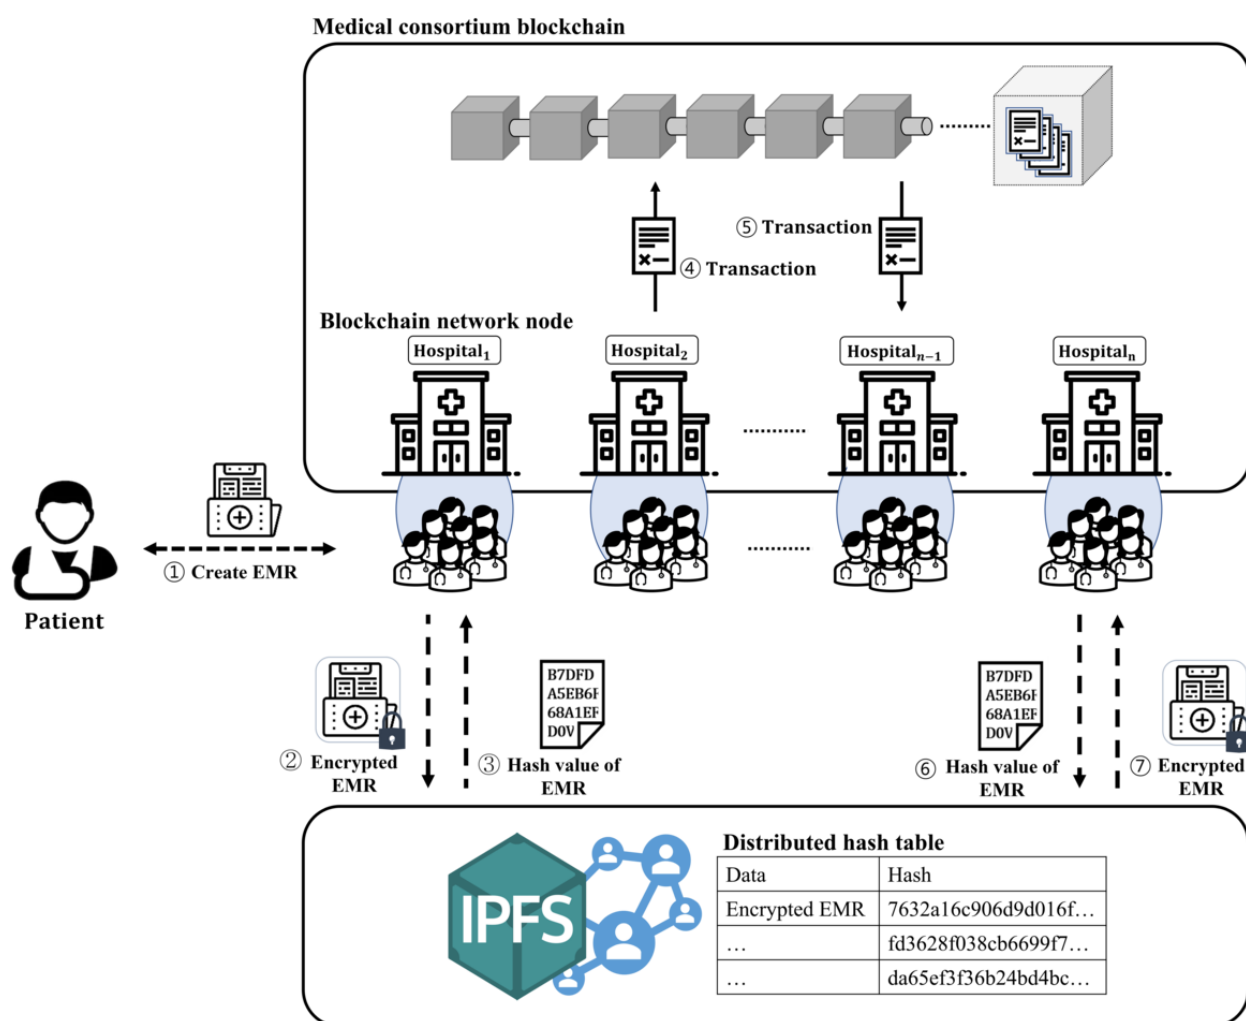 Medical consortium blockchain
⑤ Transaction
④ Transaction
Blockchain network node
Hospital₁
Hospital₂
Hospitalₙ₋₁
Hospitalₙ
① Create EMR
Patient
B7DFD
A5EB6F
68A1EF
D0V
② Encrypted
EMR
③ Hash value of
EMR
B7DFD
A5EB6F
68A1EF
D0V
⑥ Hash value of
EMR
⑦ Encrypted
EMR
IPFS
Distributed hash table
Data Hash
Encrypted EMR 7632a16c906d9d016f...
... fd3628f038cb6699f7...
... da65ef3f36b24bd4bc...